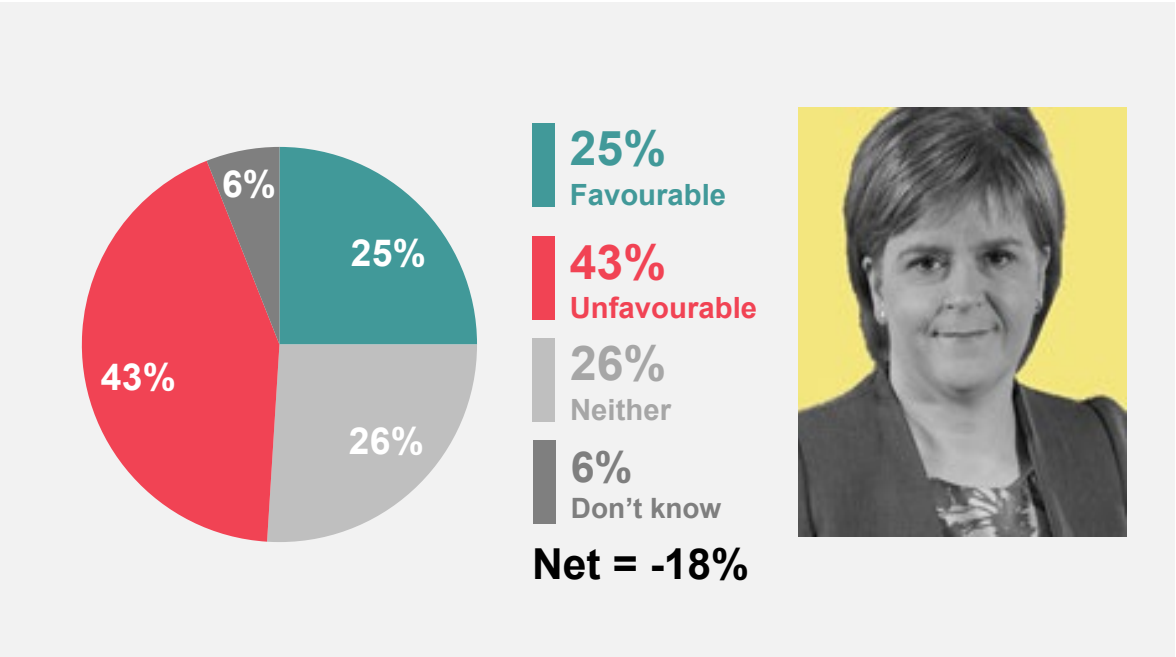 6%
25%
43%
26%
25%
Favourable
43%
Unfavourable
26%
Neither
6%
Don’t know
Net = -18%